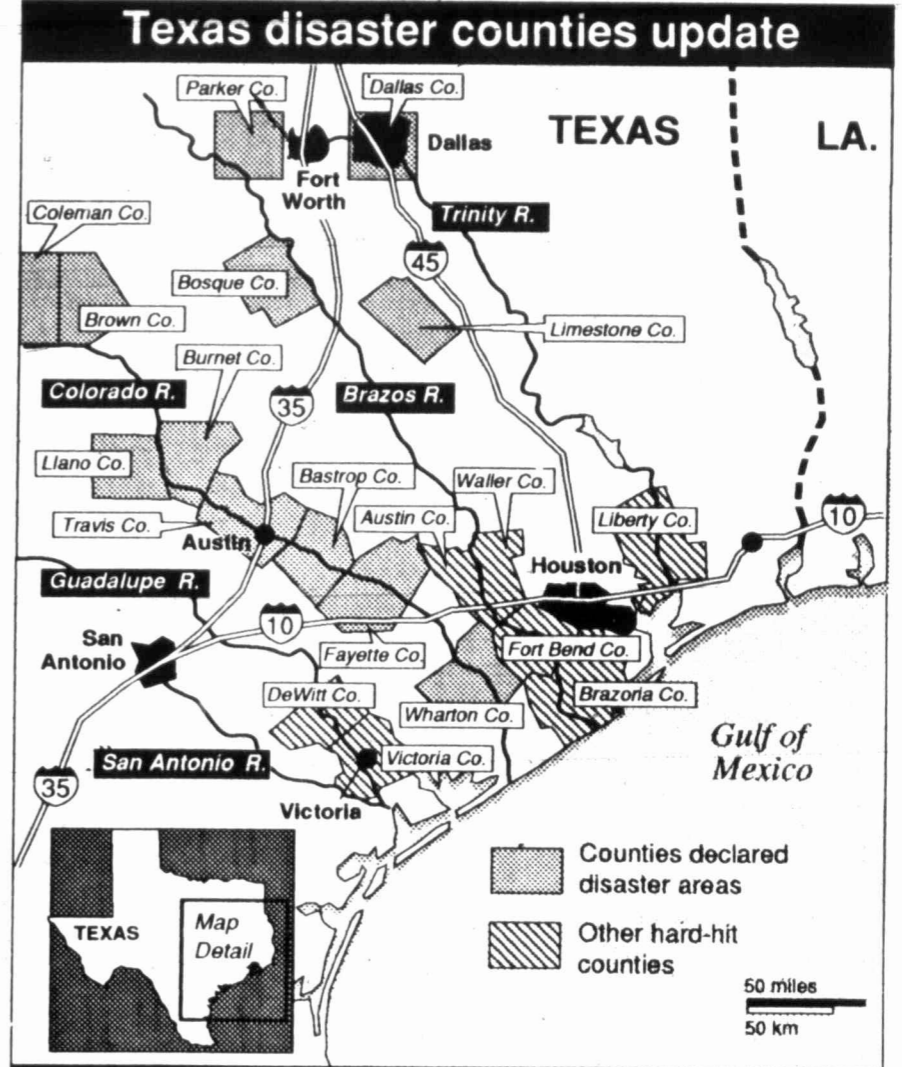 Texas disaster counties update
Parker Co.
Dallas Co.
TEXAS
LA.
Dallas
Fort
Worth
Coleman Co.
Trinity R.
45
Bosque Co.
Brown Co.
Limestone Co.
Burnet Co.
Colorado R.
35
Brazos R.
Llano Co.
Bastrop Co.
Waller Co.
Travis Co.
Austin Co.
Liberty Co.
10
Austin
Houston
Guadalupe R.
10
San
Antonio
Fayette Co.
Fort Bend Co.
DeWitt Co.
Brazoria Co.
Wharton Co.
San Antonio R.
Victoria Co.
Gulf of
Mexico
35
Victoria
Counties declared
disaster areas
Other hard-hit
counties
TEXAS
Map
Detail
50 miles
50 km